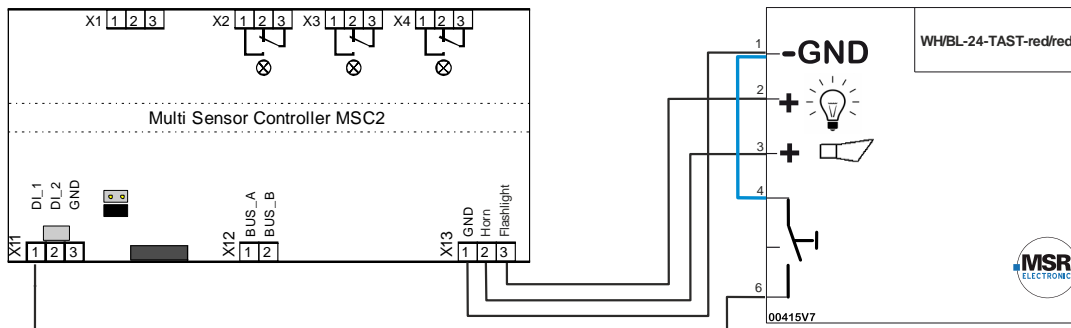 X1 1 2 3
X2 1 2 3
X3 1 2 3
X4 1 2 3
Multi Sensor Controller MSC2
DI_1
DI_2
GND
X11 1 2 3
BUS_A
BUS_B
X12 1 2
GND
Horn
Flashlight
X13 1 2 3
WH/BL-24-TAST-red/red
1 -GND
2 +
3 +
4
6
MSR
ELECTRONIC
00415V7